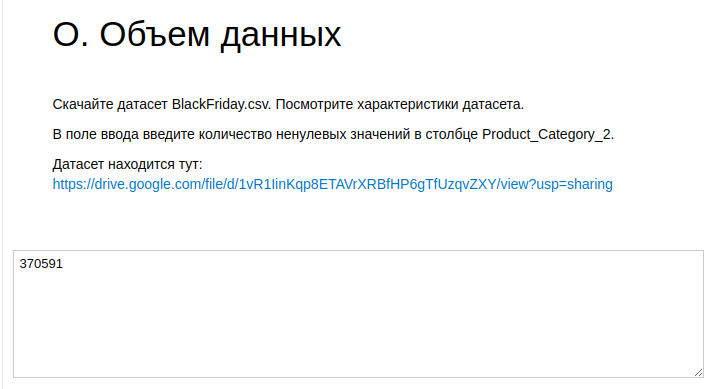 О. Объем данных
Скачайте датасет BlackFriday.csv. Посмотрите характеристики датасета.
В поле ввода введите количество ненулевых значений в столбце Product_Category_2.
Датасет находится тут:
https://drive.google.com/file/d/1vR1IinKqp8ETAVrXRBfHP6gTfUzqvZXY/view?usp=sharing
370591